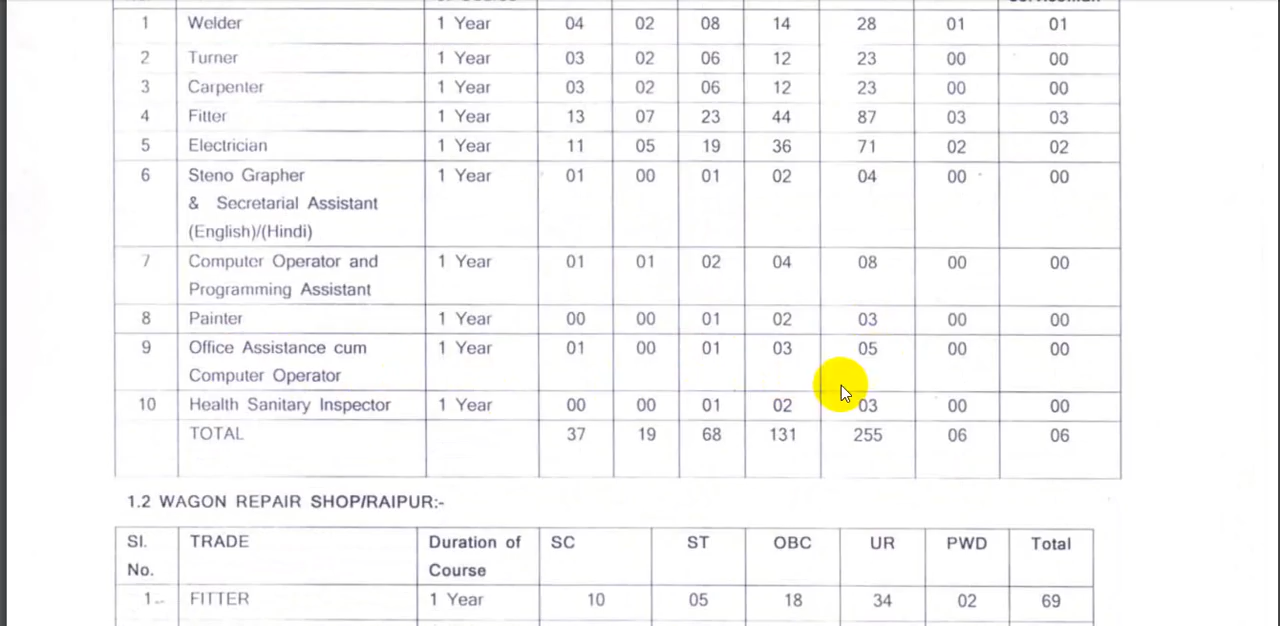 1 Welder 1 Year 04 02 08 14 28 01 01
2 Turner 1 Year 03 02 06 12 23 00 00
3 Carpenter 1 Year 03 02 06 12 23 00 00
4 Fitter 1 Year 13 07 23 44 87 03 03
5 Electrician 1 Year 11 05 19 36 71 02 02
6 Steno Grapher 1 Year 01 00 01 02 04 00 00
& Secretarial Assistant
(English)/(Hindi)
7 Computer Operator and 1 Year 01 01 02 04 08 00 00
Programming Assistant
8 Painter 1 Year 00 00 01 02 03 00 00
9 Office Assistance cum 1 Year 01 00 01 03 05 00 00
Computer Operator
10 Health Sanitary Inspector 1 Year 00 00 01 02 03 00 00
TOTAL 37 19 68 131 255 06 06
1.2 WAGON REPAIR SHOP/RAIPUR:-
Sl. TRADE Duration of SC ST OBC UR PWD Total
No. Course
1 FITTER 1 Year 10 05 18 34 02 69